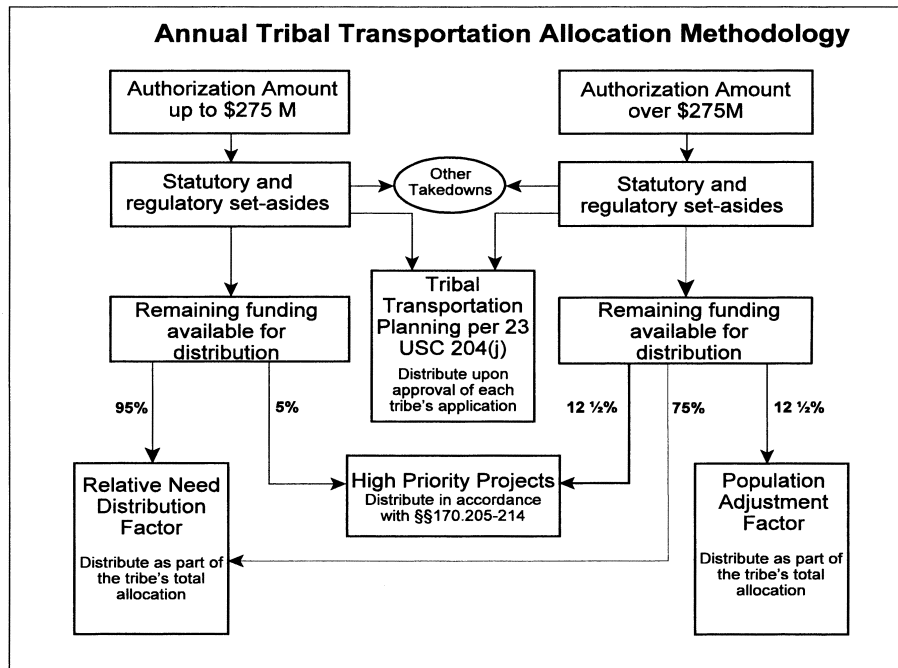 Annual Tribal Transportation Allocation Methodology
Authorization Amount
up to $275 M
Authorization Amount
over $275M
Statutory and
regulatory set-asides
Other
Takedowns
Statutory and
regulatory set-asides
Tribal
Transportation
Planning per 23
USC 204(j)
Distribute upon
approval of each
tribe's application
Remaining funding
available for
distribution
Remaining funding
available for
distribution
95%
5%
12 ½%
75%
12 ½%
Relative Need
Distribution
Factor
Distribute as part of
the tribe's total
allocation
High Priority Projects
Distribute in accordance
with §§170.205-214
Population
Adjustment
Factor
Distribute as part of
the tribe's total
allocation